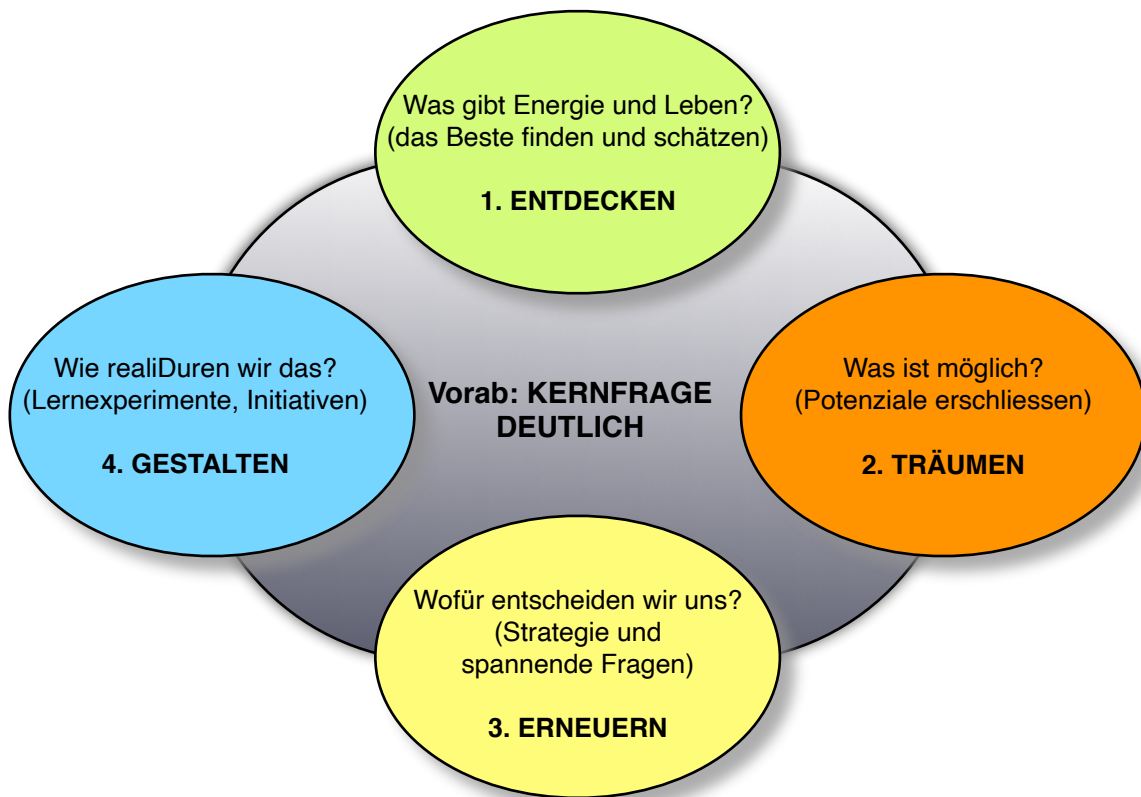 Was gibt Energie und Leben?
(das Beste finden und schätzen)
1. ENTDECKEN
Wie realiDuren wir das?
(Lernexperimente, Initiativen)
4. GESTALTEN
Vorab: KERNFRAGE
DEUTLICH
Was ist möglich?
(Potenziale erschliessen)
2. TRÄUMEN
Wofür entscheiden wir uns?
(Strategie und
spannende Fragen)
3. ERNEUERN